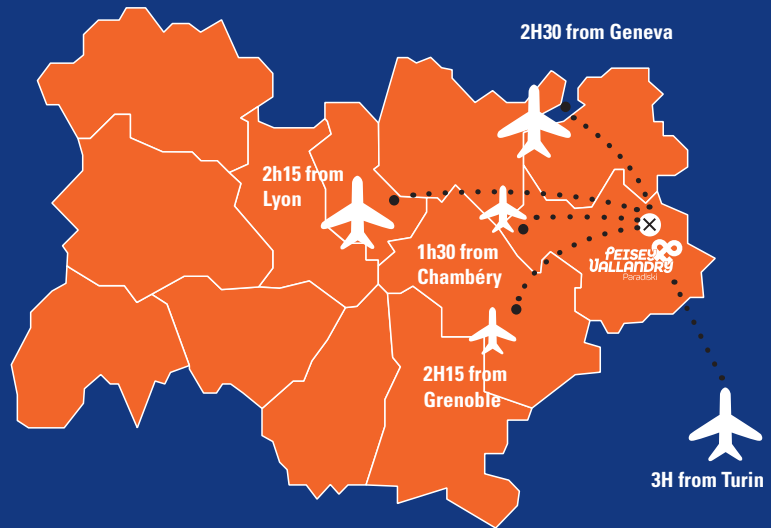 2H30 from Geneva
2h15 from
Lyon
1h30 from
Chambéry
PEISEY
VALLANDRY
Paradiski
2H15 from
Grenoble
3H from Turin